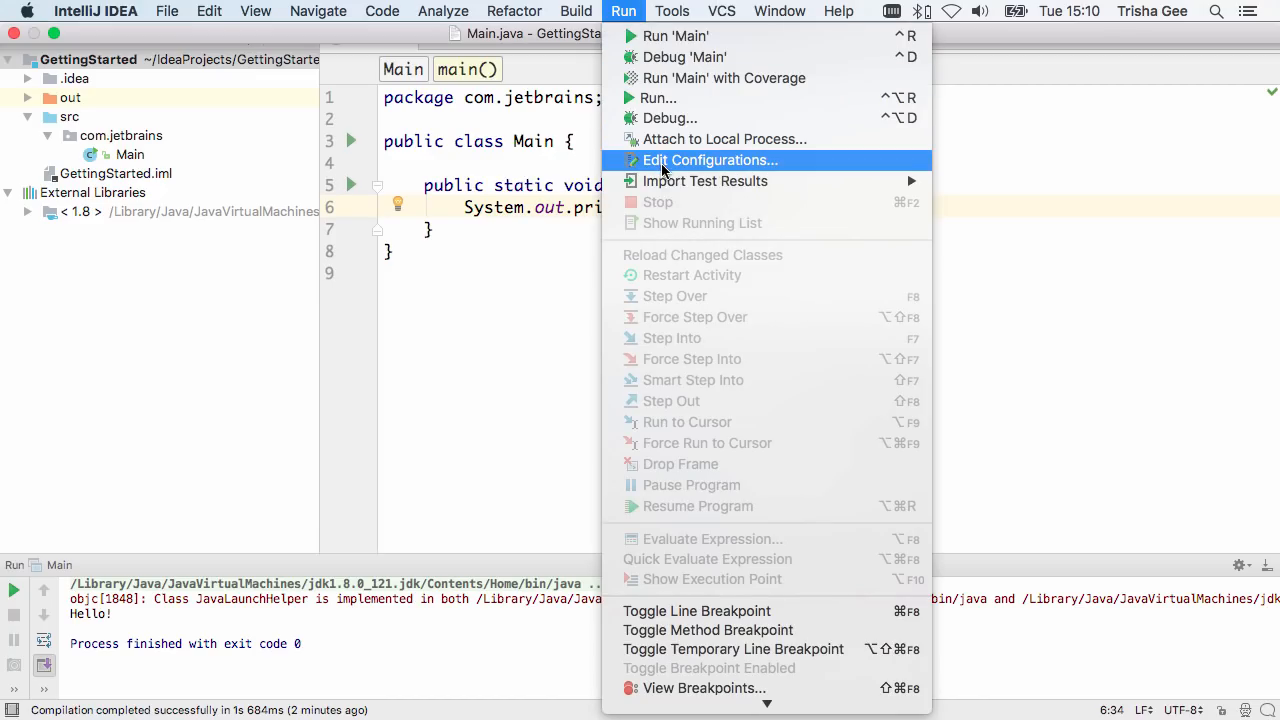 IntelliJ IDEA File Edit View Navigate Code Analyze Refactor Build Run Tools VCS Window Help Tue 15:10 Trisha Gee
Main.java - GettingSta
GettingStarted ~/IdeaProjects/GettingStarte
.idea
out
src
com.jetbrains
Main
GettingStarted.iml
External Libraries
< 1.8 > /Library/Java/JavaVirtualMachines
Main main()
1 package com.jetbrains;
2
3 public class Main {
4
5 public static void
6 System.out.pri
7 }
8 }
9
Run 'Main' ⌃R
Debug 'Main' ⌃D
Run 'Main' with Coverage
Run... ⌃⌥R
Debug... ⌃⌥D
Attach to Local Process...
Edit Configurations...
Import Test Results
Stop ⌘F2
Show Running List
Reload Changed Classes
Restart Activity
Step Over F8
Force Step Over ⌥⇧F8
Step Into F7
Force Step Into ⌥⇧F7
Smart Step Into ⇧F7
Step Out ⇧F8
Run to Cursor ⌥F9
Force Run to Cursor ⌥⌘F9
Drop Frame
Pause Program
Resume Program ⌥⌘R
Evaluate Expression... ⌥F8
Quick Evaluate Expression ⌥⌘F8
Show Execution Point ⌥F10
Toggle Line Breakpoint ⌘F8
Toggle Method Breakpoint
Toggle Temporary Line Breakpoint ⌥⇧⌘F8
Toggle Breakpoint Enabled
View Breakpoints... ⇧⌘F8
Run Main
/Library/Java/JavaVirtualMachines/jdk1.8.0_121.jdk/Contents/Home/bin/java ..
objc[1848]: Class JavaLaunchHelper is implemented in both /Library/Java/Java bin/java and /Library/Java/JavaVirtualMachines/jdk
Hello!
Process finished with exit code 0
Compilation completed successfully in 1s 684ms (2 minutes ago) 6:34 LF÷ UTF-8÷